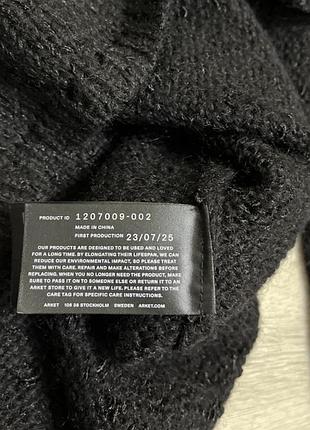 PRODUCT ID 1207009-002
MADE IN CHINA
FIRST PRODUCTION 23/07/25
OUR PRODUCTS ARE DESIGNED TO BE USED AND LOVED
FOR A LONG TIME. BY ELONGATING THEIR LIFESPAN, WE CAN
REDUCE OUR ENVIRONMENTAL IMPACT, SO PLEASE TREAT
THEM WITH CARE. REPAIR AND MAKE ALTERATIONS BEFORE
REPLACING. WHEN YOU NO LONGER NEED THE PRODUCT, MAKE
SURE TO PASS IT ON TO SOMEONE ELSE OR RETURN IT TO AN
ARKET STORE TO GIVE IT A NEW LIFE. PLEASE REFER TO THE
CARE TAG FOR SPECIFIC CARE INSTRUCTIONS.
ARKET 106 38 STOCKHOLM SWEDEN ARKET.COM